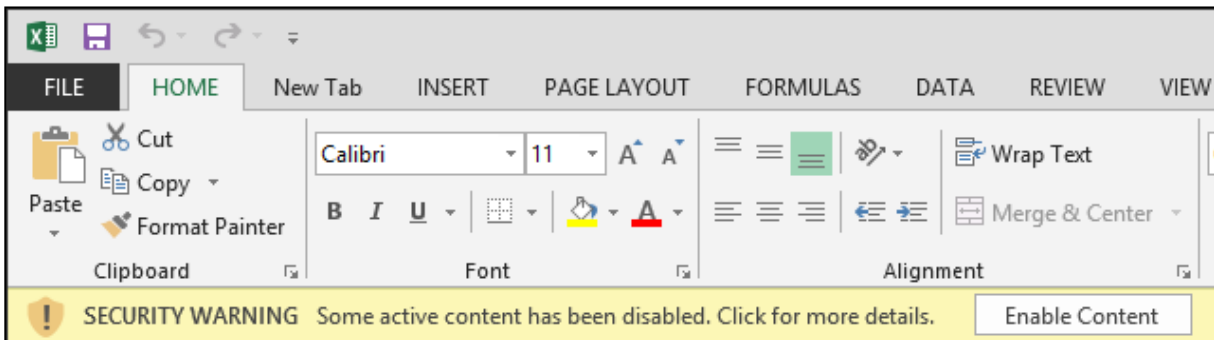 FILE HOME New Tab INSERT PAGE LAYOUT FORMULAS DATA REVIEW VIEW
Cut
Copy
Format Painter
Paste
Calibri 11 A A
B I U A
Wrap Text
Merge & Center
Clipboard Font Alignment
SECURITY WARNING Some active content has been disabled. Click for more details. Enable Content